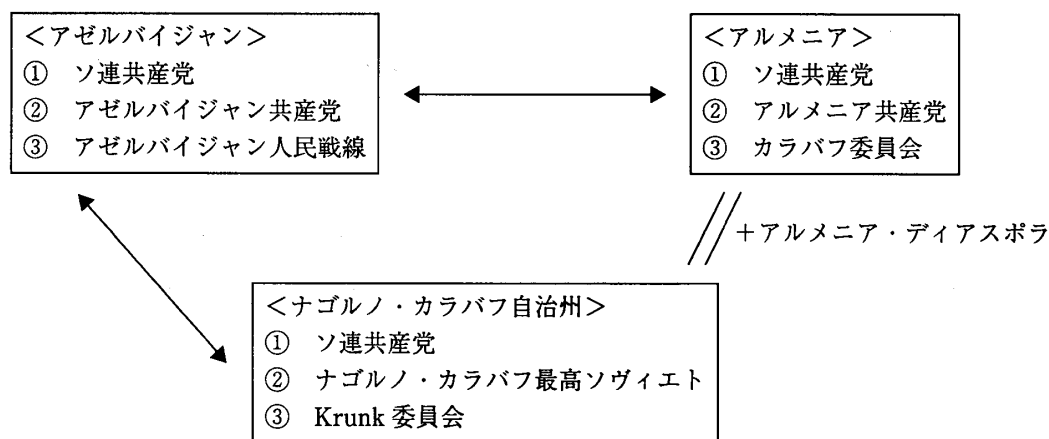 ＜アゼルバイジャン＞
① ソ連共産党
② アゼルバイジャン共産党
③ アゼルバイジャン人民戦線
＜アルメニア＞
① ソ連共産党
② アルメニア共産党
③ カラバフ委員会
＋アルメニア・ディアスポラ
＜ナゴルノ・カラバフ自治州＞
① ソ連共産党
② ナゴルノ・カラバフ最高ソヴィエト
③ Krunk 委員会